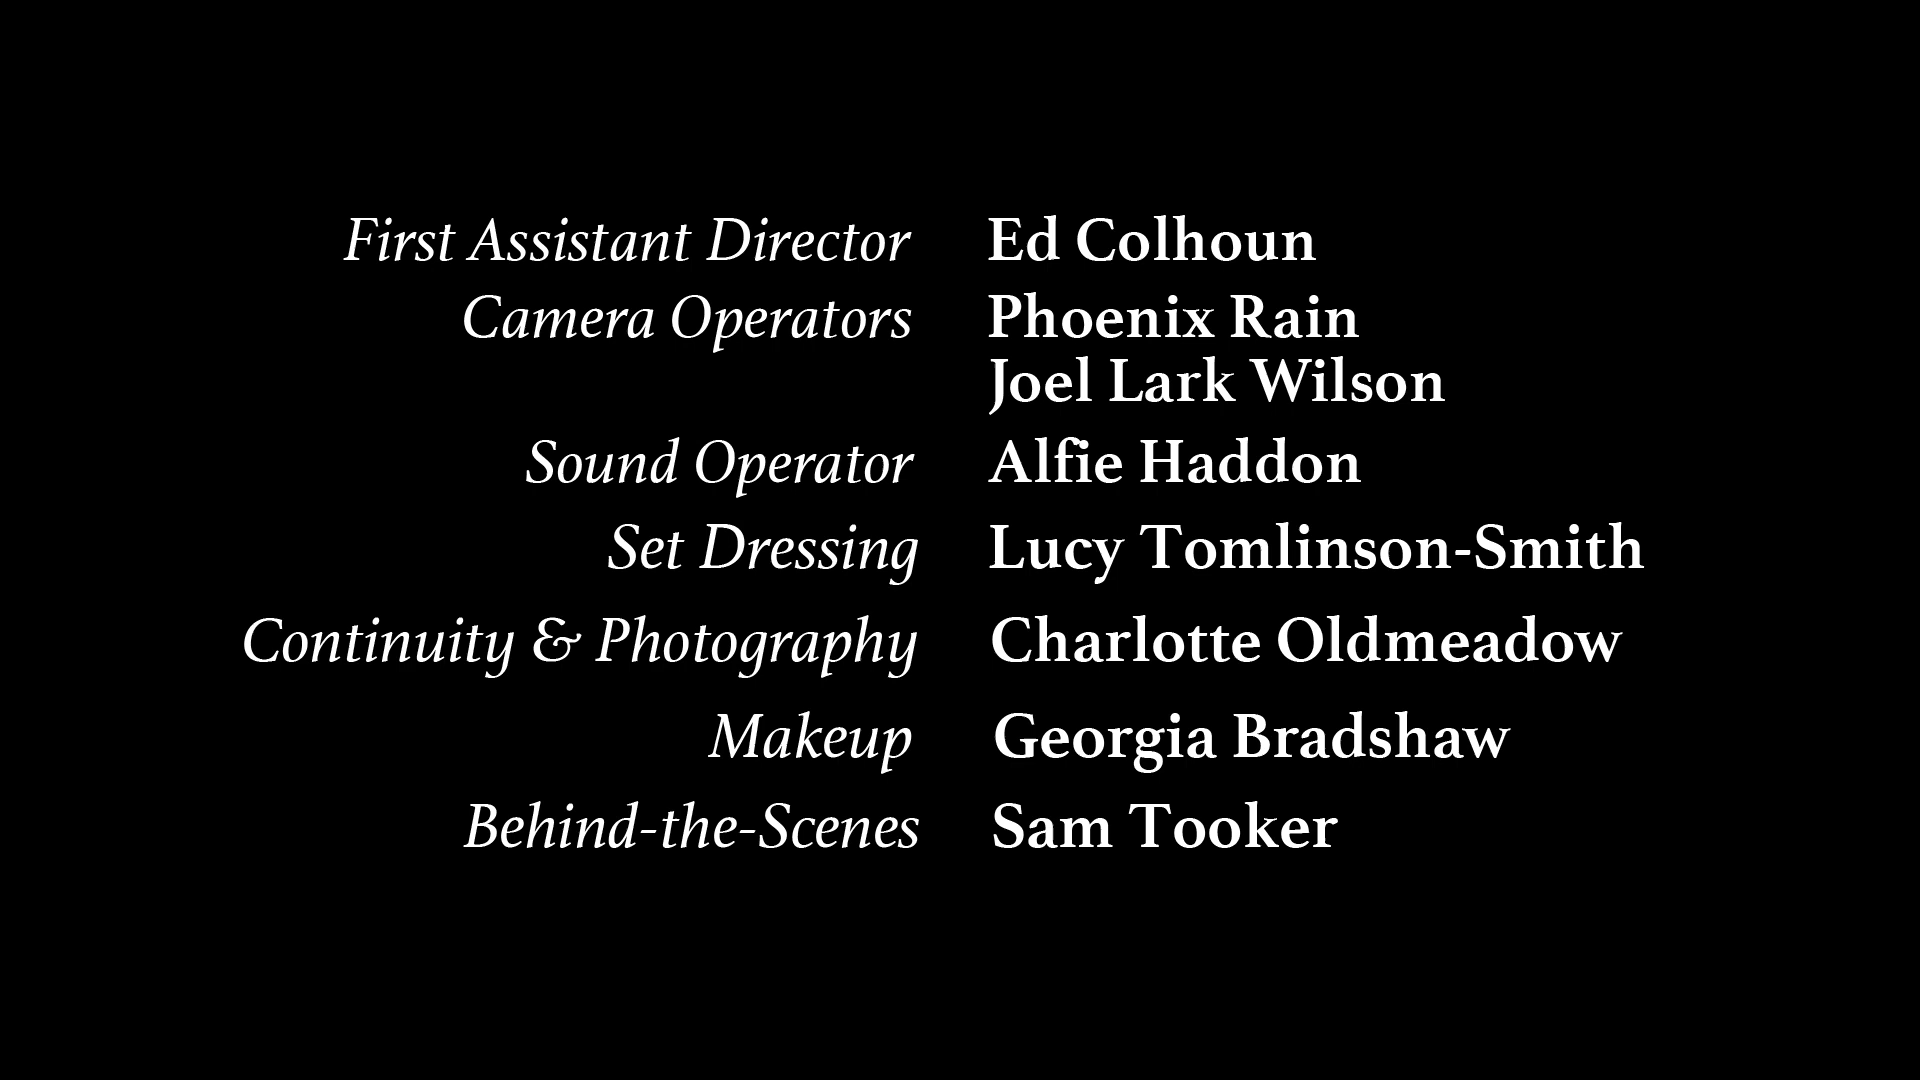 First Assistant Director Ed Colhoun
Camera Operators Phoenix Rain
Joel Lark Wilson
Sound Operator Alfie Haddon
Set Dressing Lucy Tomlinson-Smith
Continuity & Photography Charlotte Oldmeadow
Makeup Georgia Bradshaw
Behind-the-Scenes Sam Tooker